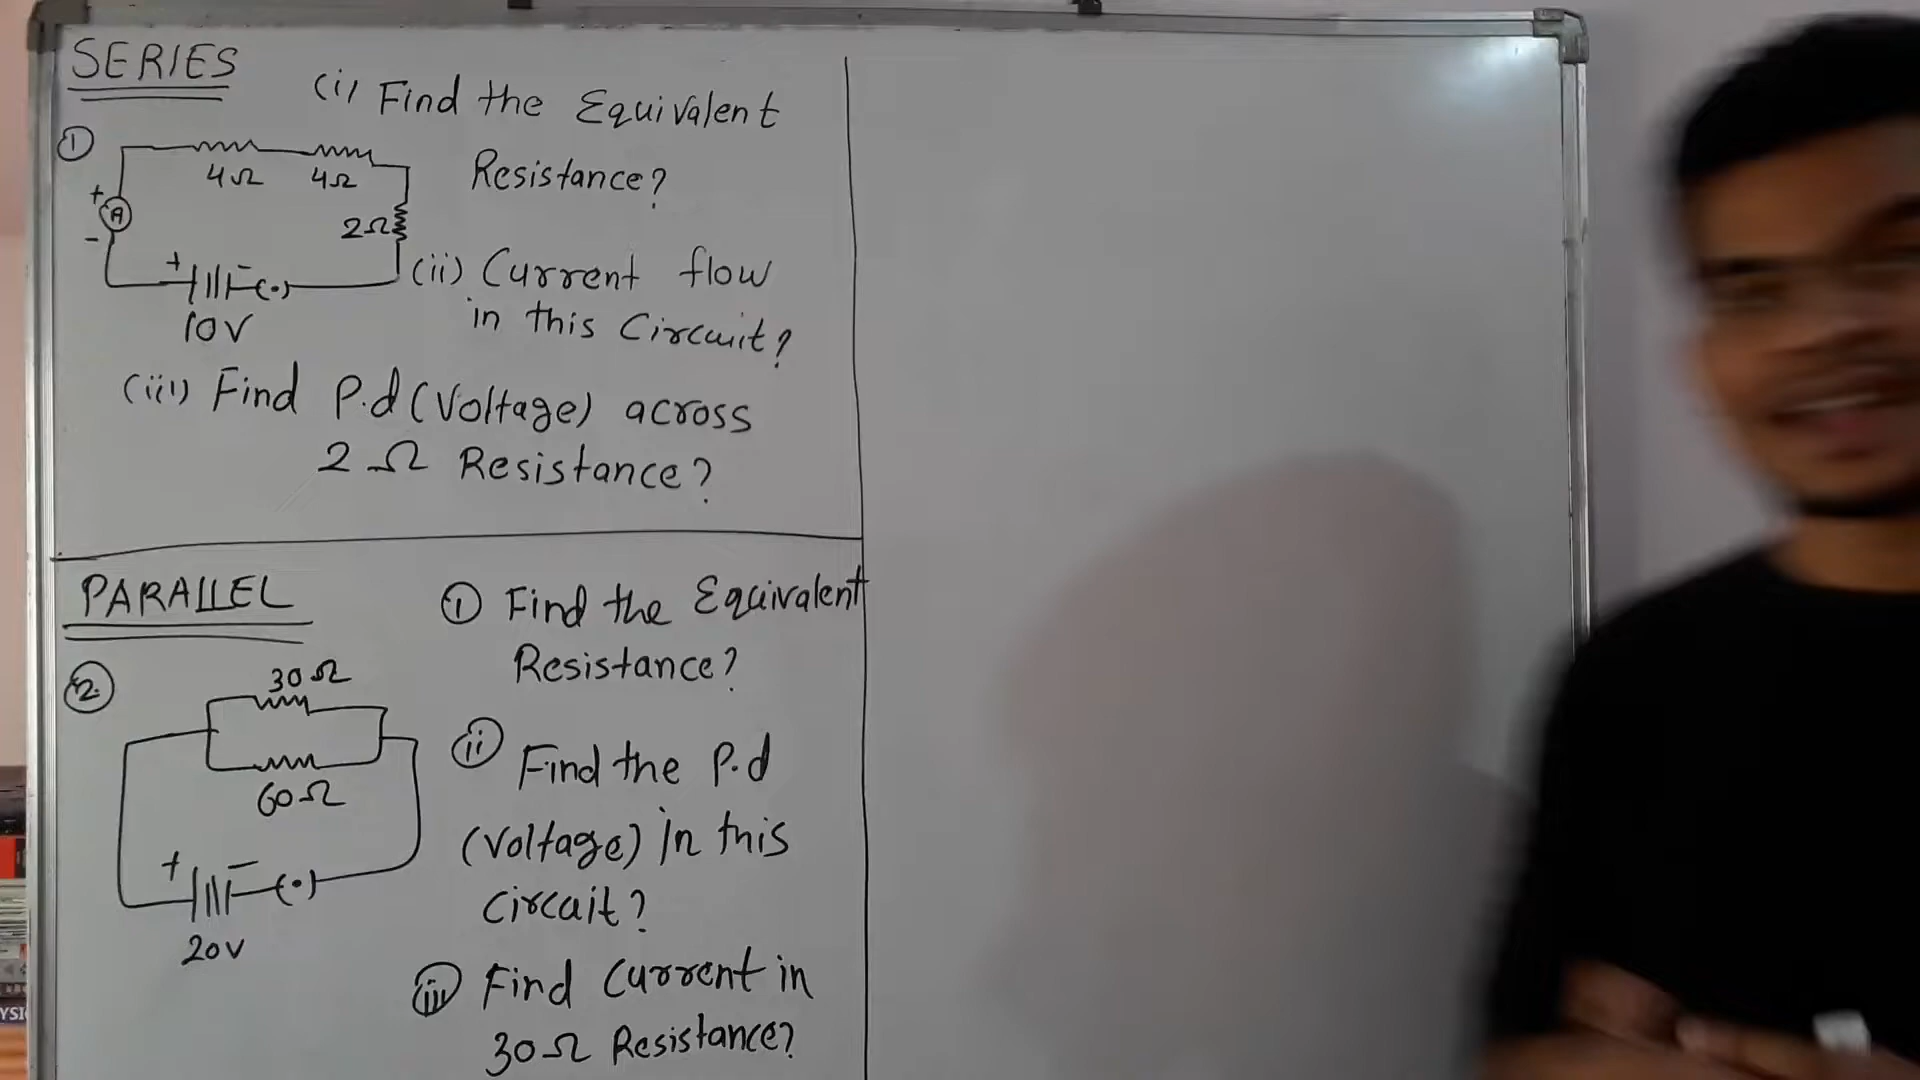 SERIES
(i) Find the Equivalent
Resistance?
①
4Ω 4Ω
+
A
-
2Ω
+ -
10V
(ii) Current flow
in this Circuit?
(iii) Find P.d (Voltage) across
2 Ω Resistance?
PARALLEL
① Find the Equivalent
Resistance?
②
30Ω
60Ω
+ -
20V
ⓘⓘ Find the P.d
(Voltage) in this
circuit?
ⓘⓘⓘ Find Current in
30Ω Resistance?
YSI